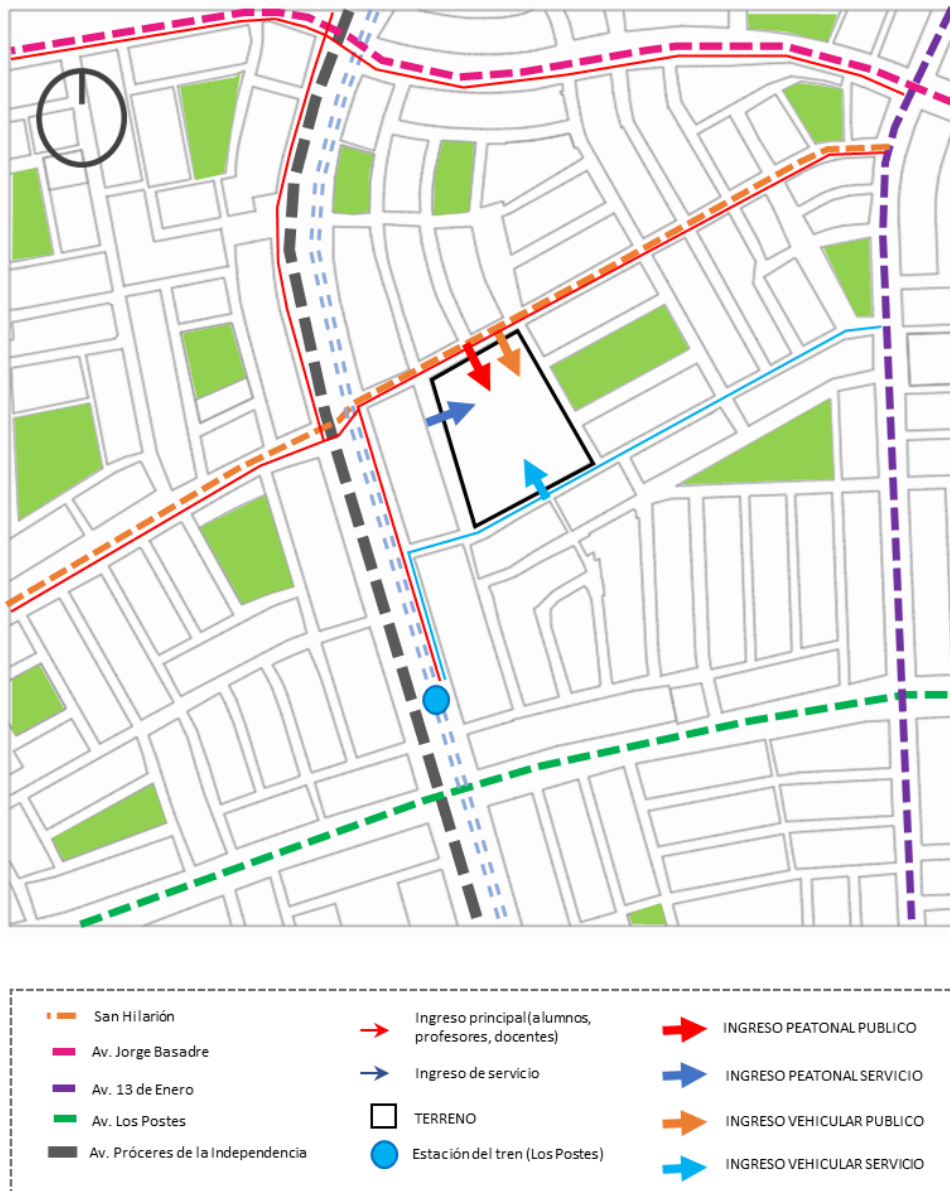 San Hilarión
Av. Jorge Basadre
Av. 13 de Enero
Av. Los Postes
Av. Próceres de la Independencia
Ingreso principal(alumnos,
profesores, docentes)
Ingreso de servicio
TERRENO
Estación del tren (Los Postes)
INGRESO PEATONAL PUBLICO
INGRESO PEATONAL SERVICIO
INGRESO VEHICULAR PUBLICO
INGRESO VEHICULAR SERVICIO